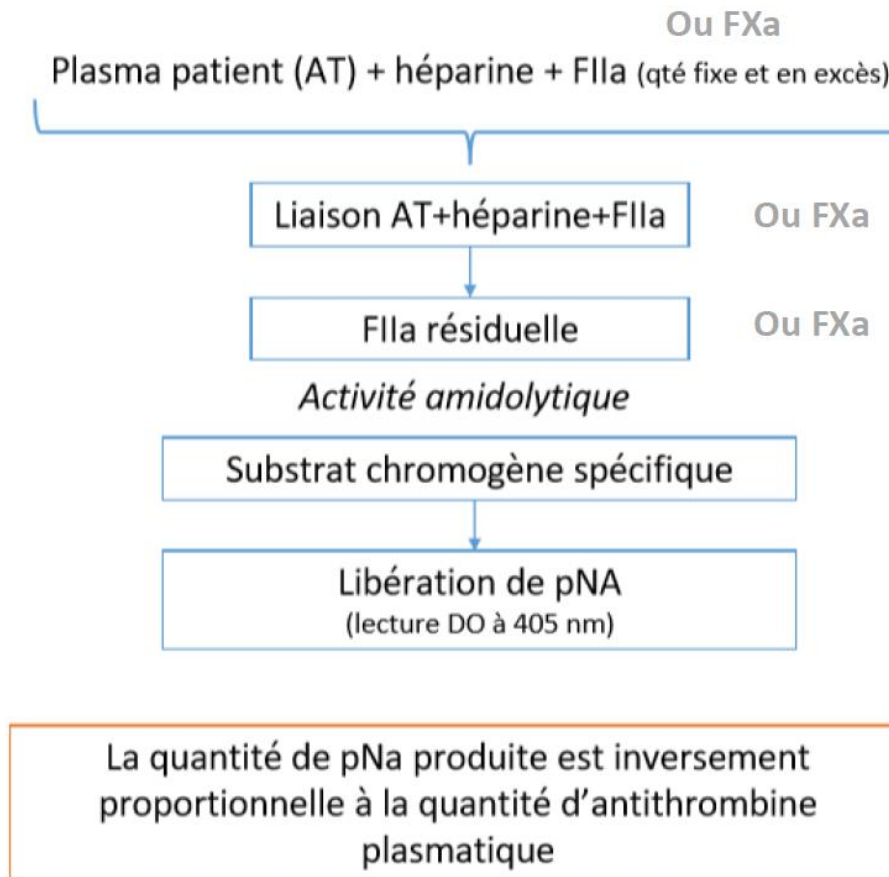 Ou FXa
Plasma patient (AT) + héparine + FIIa (qté fixe et en excès)
Liaison AT+héparine+FIIa
Ou FXa
FIIa résiduelle
Ou FXa
Activité amidolytique
Substrat chromogène spécifique
Libération de pNA
(lecture DO à 405 nm)
La quantité de pNa produite est inversement
proportionnelle à la quantité d'antithrombine
plasmatique